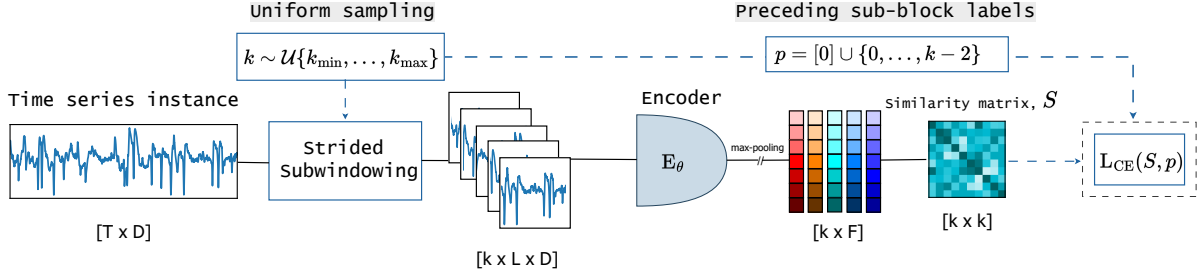 Uniform sampling
Preceding sub-block labels
k ∼ 𝒰{k_min, …, k_max}
p = [0] ∪ {0, …, k − 2}
Time series instance
Encoder
Similarity matrix, S
Strided
Subwindowing
E_θ
max-pooling
L_CE(S, p)
[T x D]
[k x L x D]
[k x F]
[k x k]